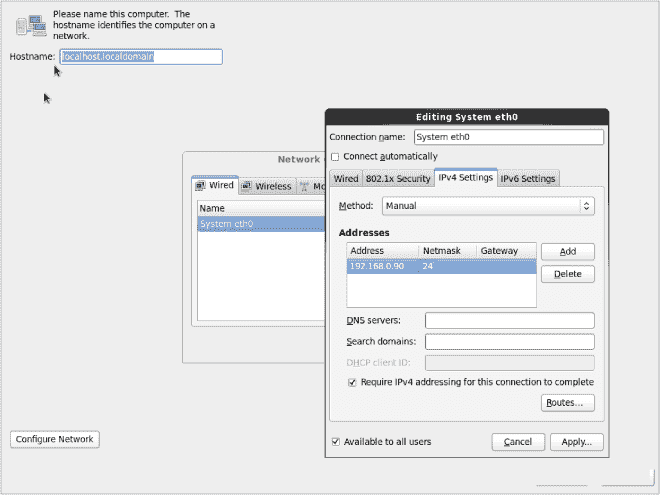 Please name this computer. The
hostname identifies the computer on a
network.
Hostname: localhost.localdomain
Editing System eth0
Connection name: System eth0
Connect automatically
Wired 802.1x Security IPv4 Settings IPv6 Settings
Method: Manual
Addresses
Address Netmask Gateway
192.168.0.90 24
Add
Delete
DNS servers:
Search domains:
DHCP client ID:
Require IPv4 addressing for this connection to complete
Routes...
Available to all users Cancel Apply...
Network
Wired Wireless Mo
Name
System eth0
Configure Network